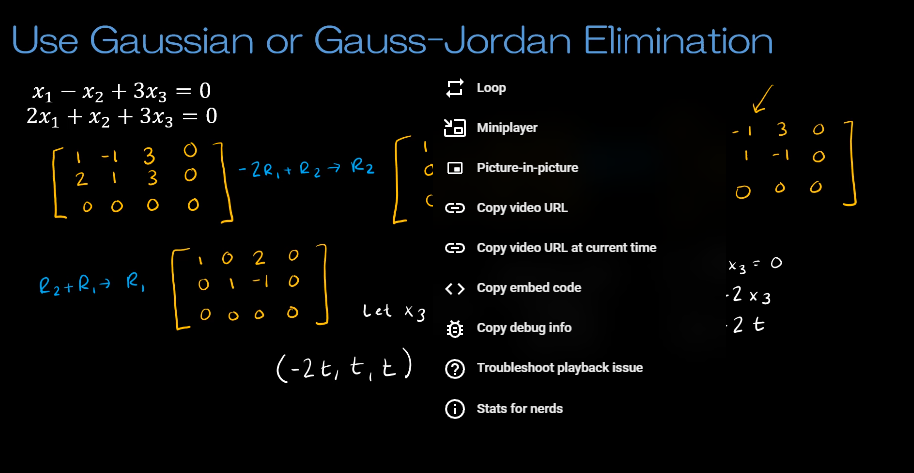 Use Gaussian or Gauss-Jordan Elimination
x₁ − x₂ + 3x₃ = 0
2x₁ + x₂ + 3x₃ = 0
1 -1 3 0
2 1 3 0
0 0 0 0
-2R₁ + R₂ → R₂
1
0
0
-1 3 0
1 -1 0
0 0 0
R₂+R₁→ R₁
1 0 2 0
0 1 -1 0
0 0 0 0
Let x₃
x₃ = 0
-2x₃
-2t
(-2t, t, t)
Loop
Miniplayer
Picture-in-picture
Copy video URL
Copy video URL at current time
Copy embed code
Copy debug info
Troubleshoot playback issue
Stats for nerds